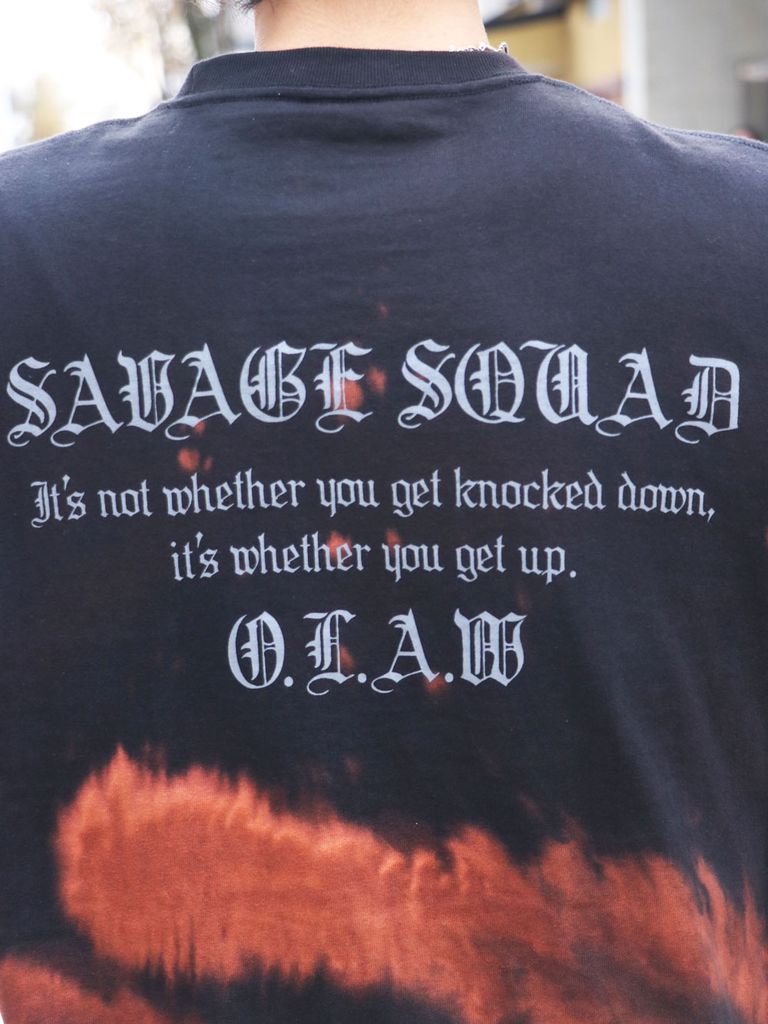 SAVAGE SQUAD
It's not whether you get knocked down,
it's whether you get up.
O.L.A.W